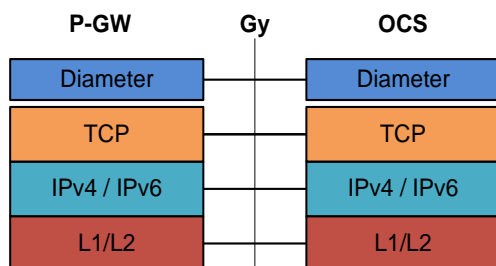 P-GW Gy OCS
Diameter Diameter
TCP TCP
IPv4 / IPv6 IPv4 / IPv6
L1/L2 L1/L2